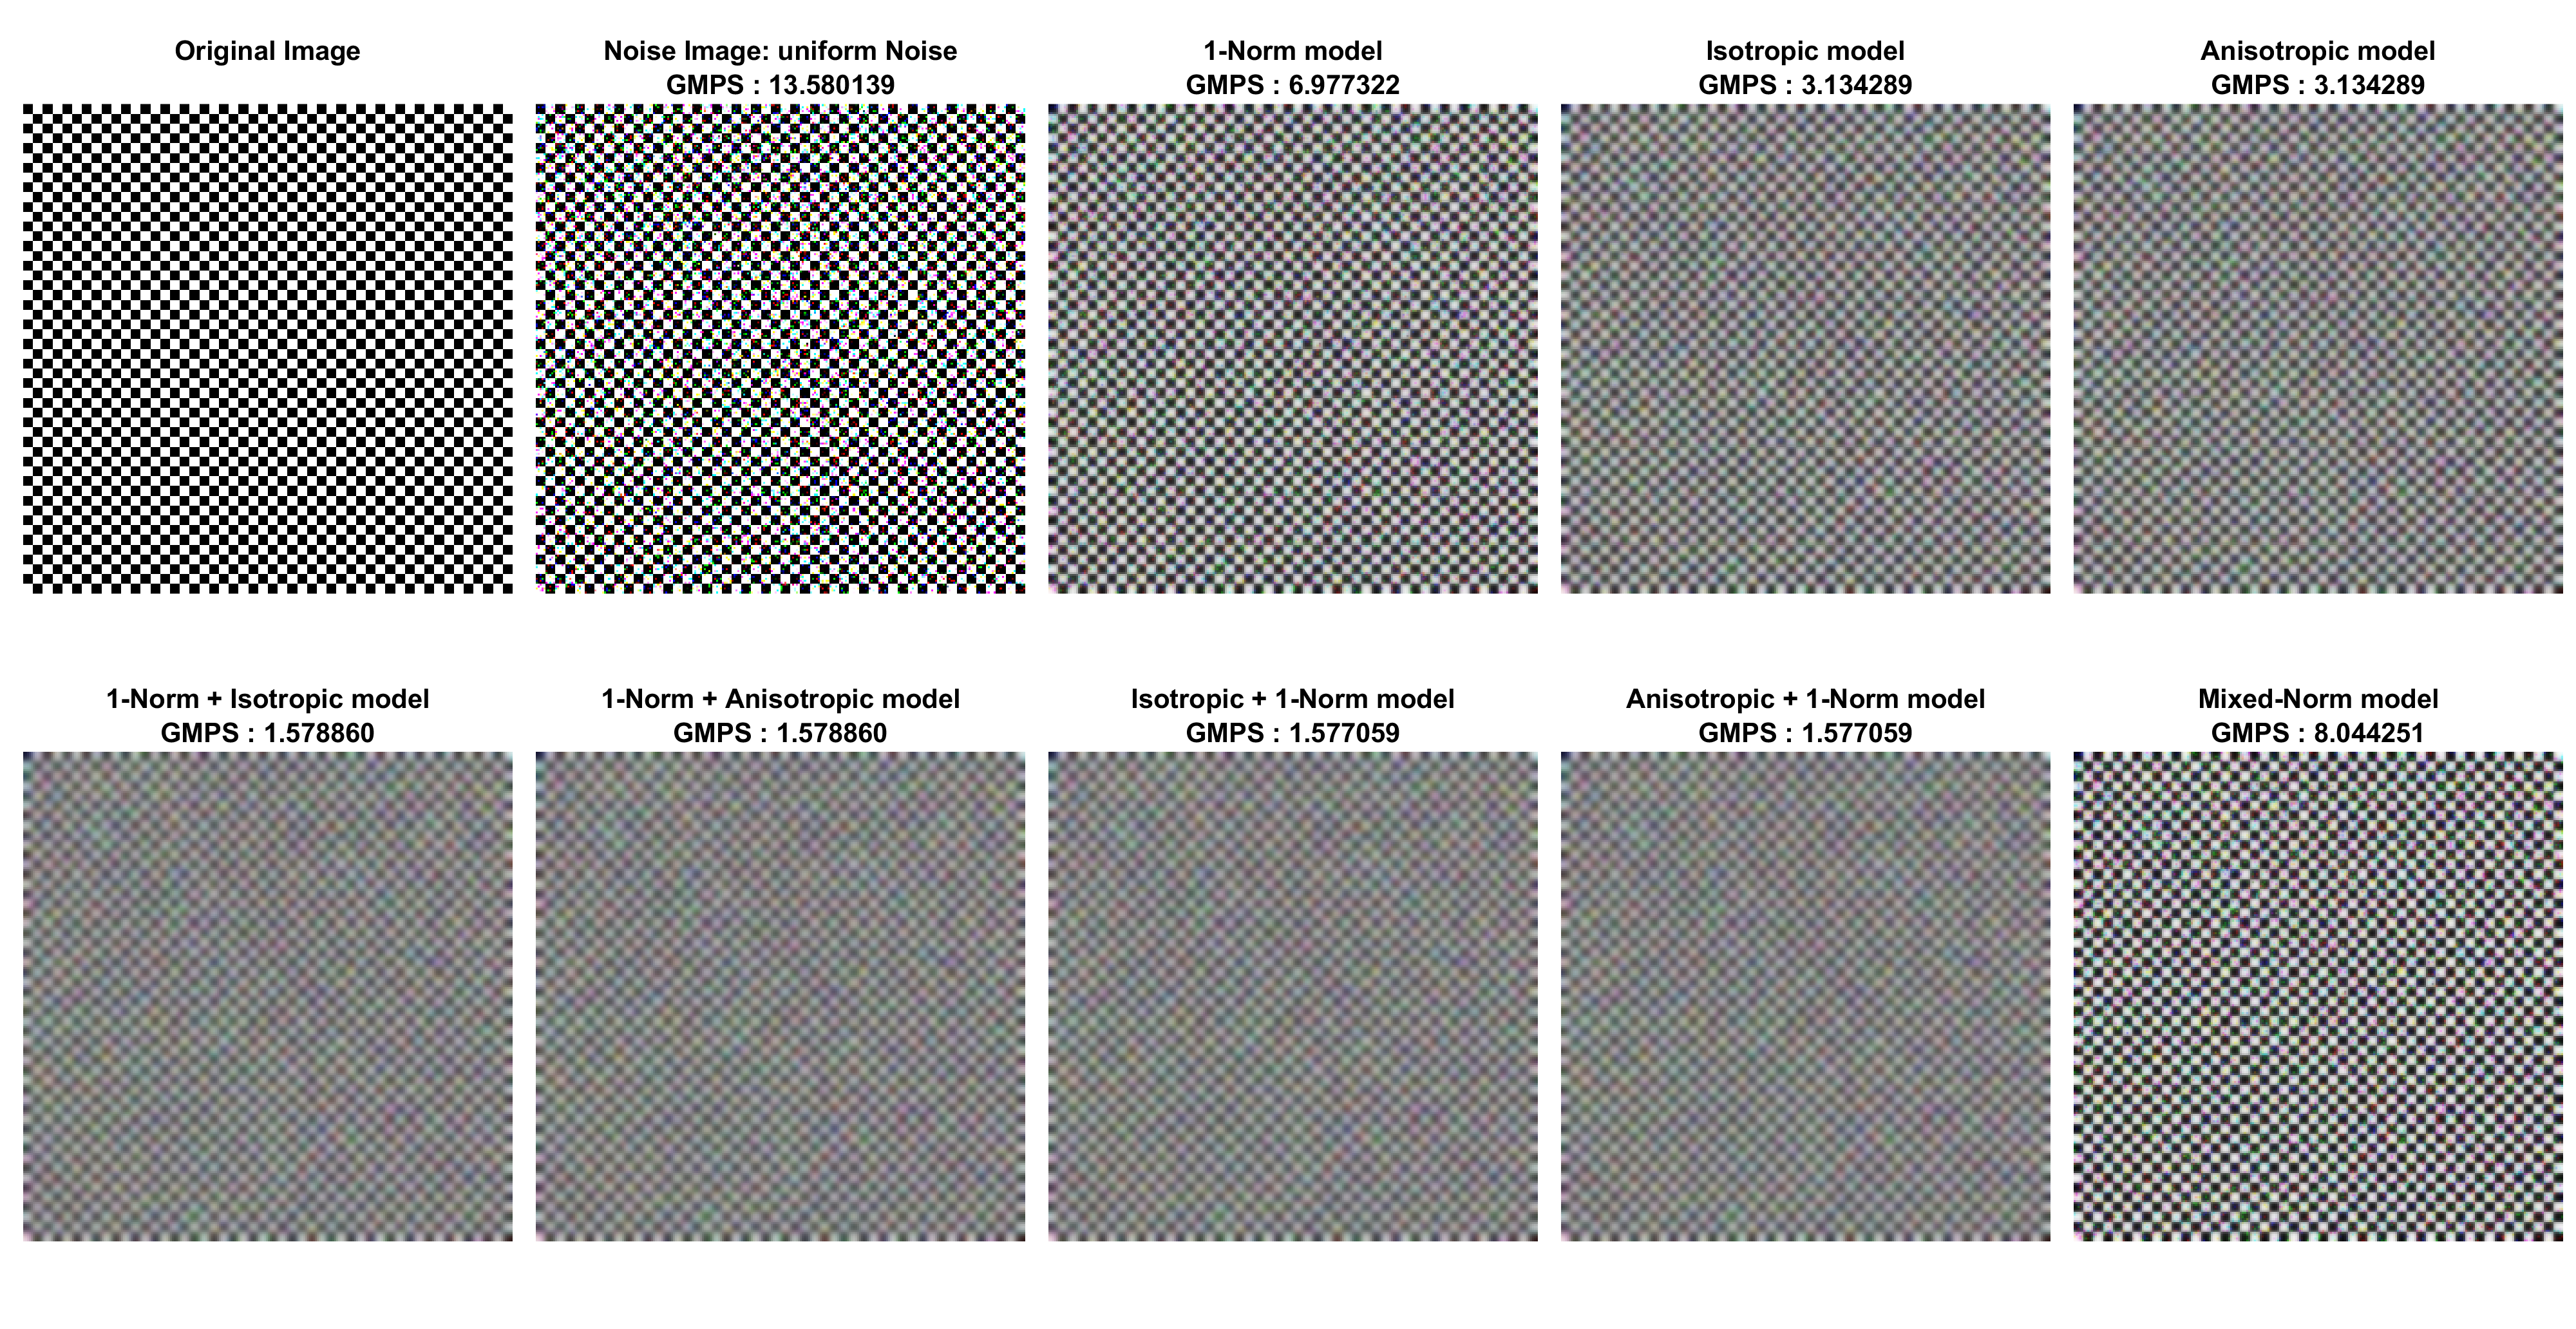 Original Image
Noise Image: uniform Noise
GMPS : 13.580139
1-Norm model
GMPS : 6.977322
Isotropic model
GMPS : 3.134289
Anisotropic model
GMPS : 3.134289
1-Norm + Isotropic model
GMPS : 1.578860
1-Norm + Anisotropic model
GMPS : 1.578860
Isotropic + 1-Norm model
GMPS : 1.577059
Anisotropic + 1-Norm model
GMPS : 1.577059
Mixed-Norm model
GMPS : 8.044251